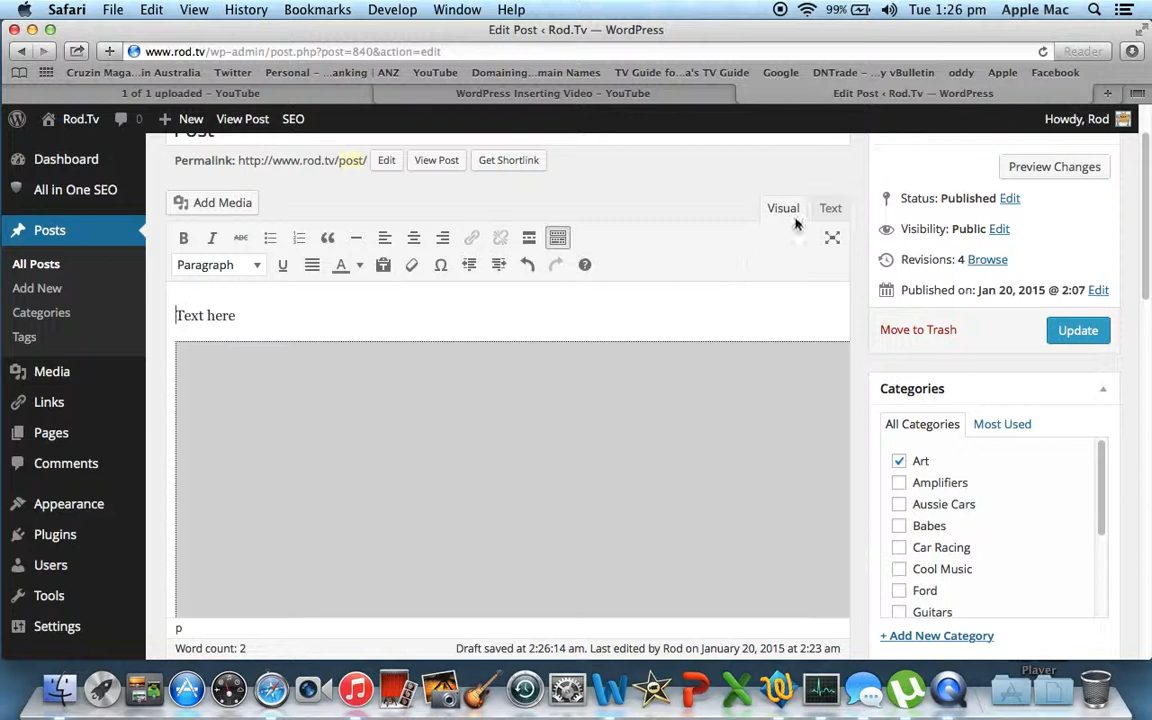 Safari File Edit View History Bookmarks Develop Window Help 99% Tue 1:26 pm Apple Mac
Edit Post ‹ Rod.Tv — WordPress
www.rod.tv/wp-admin/post.php?post=840&action=edit Reader
Cruzin Maga...in Australia Twitter Personal – ...anking | ANZ YouTube Domaining...main Names TV Guide fo...a's TV Guide Google DNTrade – ...y vBulletin oddy Apple Facebook
1 of 1 uploaded – YouTube WordPress Inserting Video – YouTube Edit Post ‹ Rod.Tv — WordPress
Rod.Tv 0 New View Post SEO Howdy, Rod
Post
Permalink: http://www.rod.tv/post/ Edit View Post Get Shortlink
Dashboard
All in One SEO
Posts
All Posts
Add New
Categories
Tags
Media
Links
Pages
Comments
Appearance
Plugins
Users
Tools
Settings
Add Media Visual Text
B I ABC
Paragraph U A Ω
Text here
p
Word count: 2 Draft saved at 2:26:14 am. Last edited by Rod on January 20, 2015 at 2:23 am
Preview Changes
Status: Published Edit
Visibility: Public Edit
Revisions: 4 Browse
Published on: Jan 20, 2015 @ 2:07 Edit
Move to Trash Update
Categories
All Categories Most Used
Art
Amplifiers
Aussie Cars
Babes
Car Racing
Cool Music
Ford
Guitars
+ Add New Category
Player